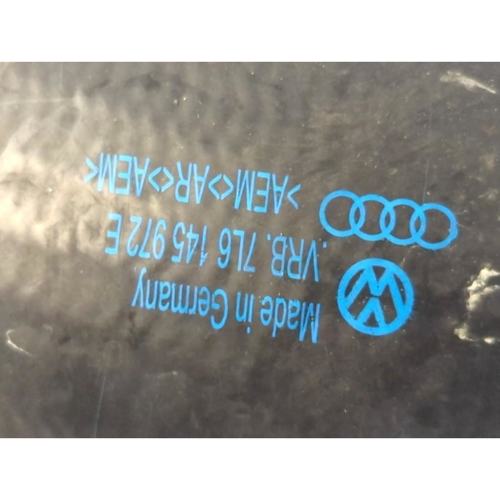 Made in Germany
.VRB. 7L6 145 972 E
>AEM<>AR<>AEM<